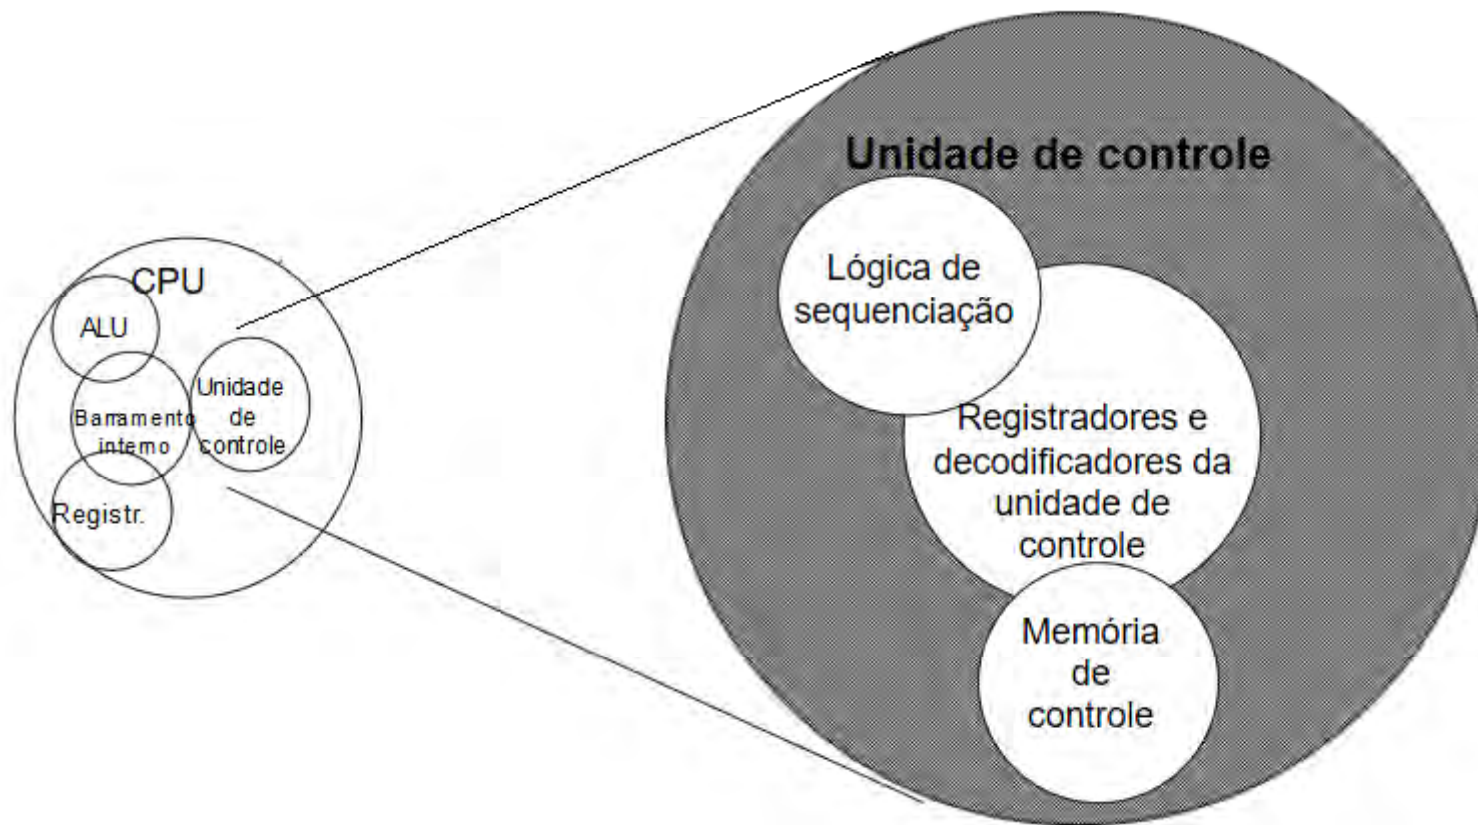 CPU
ALU
Barramento
interno
Registr.
Unidade
de
controle
Unidade de controle
Lógica de
sequenciação
Registradores e
decodificadores da
unidade de
controle
Memória
de
controle